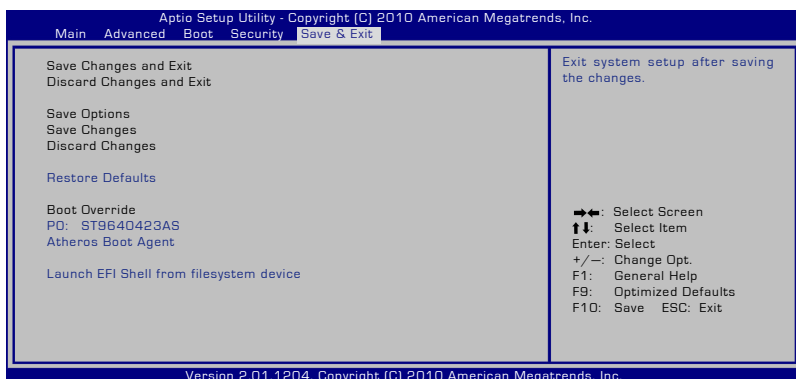 Aptio Setup Utility - Copyright (C) 2010 American Megatrends, Inc.
Main Advanced Boot Security Save & Exit
Save Changes and Exit
Discard Changes and Exit
Save Options
Save Changes
Discard Changes
Restore Defaults
Boot Override
P0: ST9640423AS
Atheros Boot Agent
Launch EFI Shell from filesystem device
Exit system setup after saving
the changes.
→←: Select Screen
↑↓: Select Item
Enter: Select
+/—: Change Opt.
F1: General Help
F9: Optimized Defaults
F10: Save ESC: Exit
Version 2.01.1204. Copyright (C) 2010 American Megatrends, Inc.